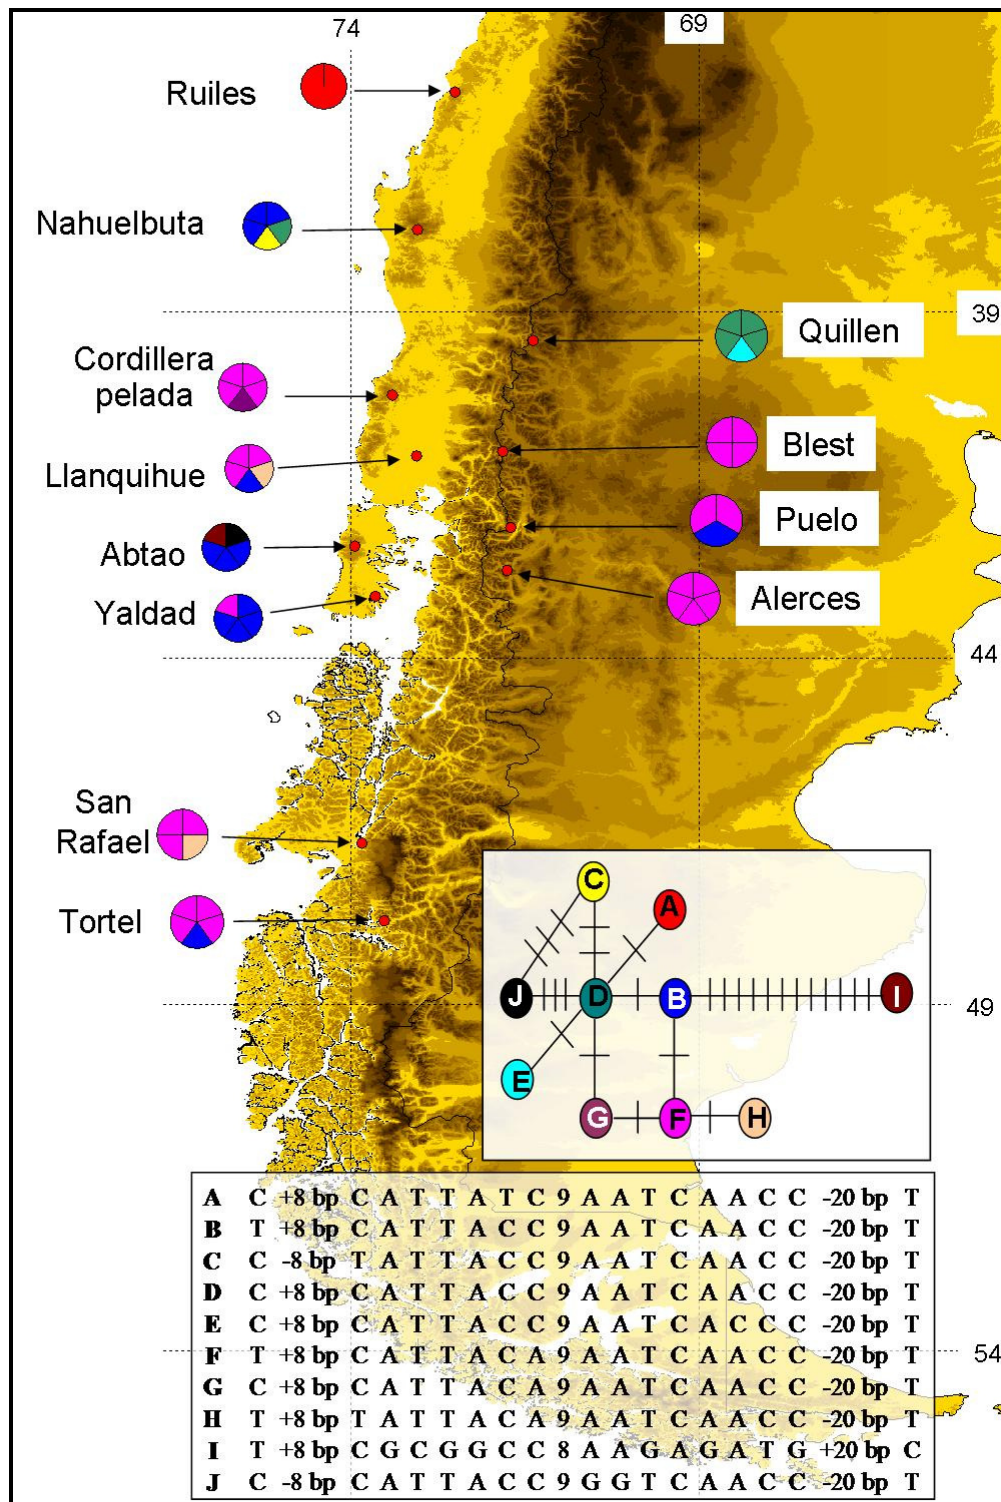 74
69
Ruiles
Nahuelbuta
39
Quillen
Cordillera
pelada
Blest
Llanquihue
Puelo
Abtao
Alerces
Yaldad
44
San
Rafael
Tortel
C
A
J
D
B
I
49
E
G
F
H
A C +8 bp C A T T A T C 9 A A T C A A C C -20 bp T
B T +8 bp C A T T A C C 9 A A T C A A C C -20 bp T
C C -8 bp T A T T A C C 9 A A T C A A C C -20 bp T
D C +8 bp C A T T A C C 9 A A T C A A C C -20 bp T
E C +8 bp C A T T A C C 9 A A T C A C C C -20 bp T
F T +8 bp C A T T A C A 9 A A T C A A C C -20 bp T
54
G C +8 bp C A T T A C A 9 A A T C A A C C -20 bp T
H T +8 bp T A T T A C A 9 A A T C A A C C -20 bp T
I T +8 bp C G C G G C C 8 A A G A G A T G +20 bp C
J C -8 bp C A T T A C C 9 G G T C A A C C -20 bp T